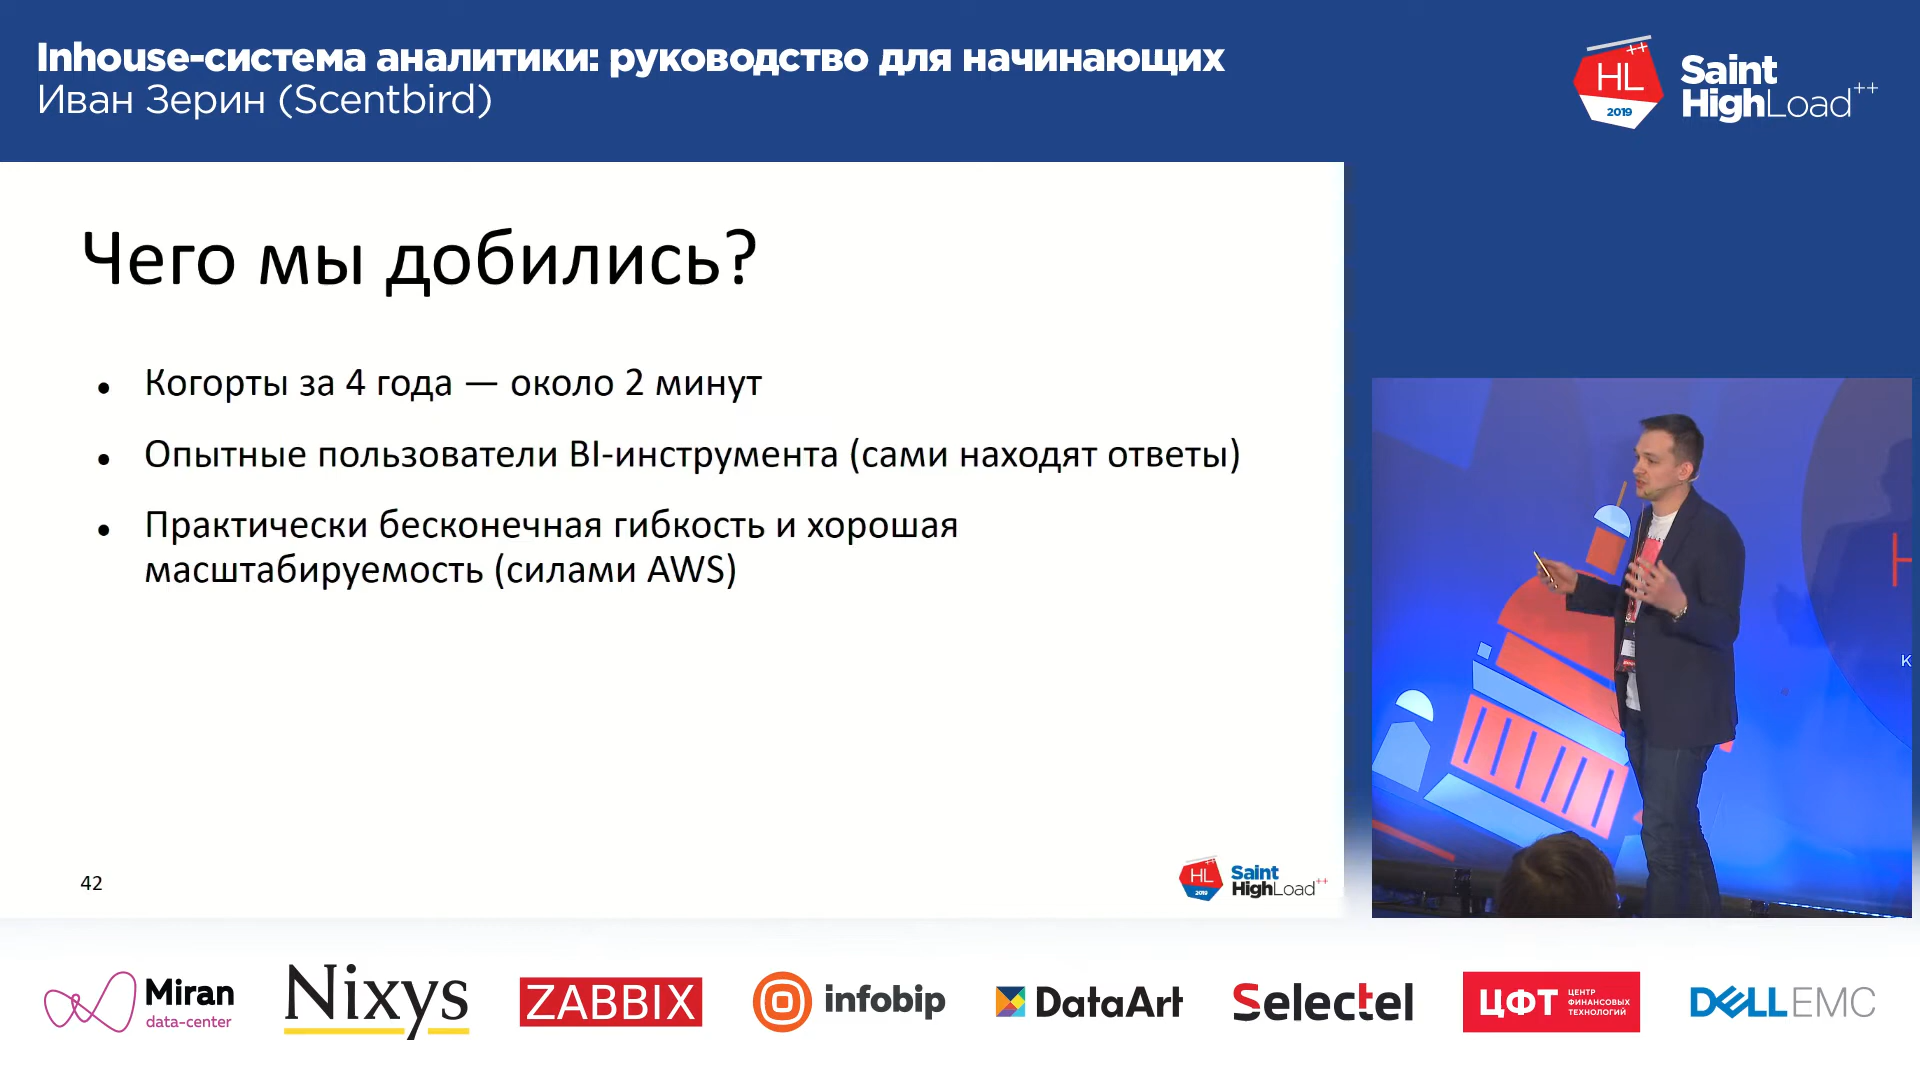 Inhouse-система аналитики: руководство для начинающих
Иван Зерин (Scentbird)
HL++
2019
Saint
HighLoad++
Чего мы добились?
• Когорты за 4 года — около 2 минут
• Опытные пользователи BI-инструмента (сами находят ответы)
• Практически бесконечная гибкость и хорошая
масштабируемость (силами AWS)
42
HL++
2019
Saint
HighLoad++
Miran
data-center
Nixys
ZABBIX
infobip
DataArt
Selectel
ЦФТ
ЦЕНТР
ФИНАНСОВЫХ
ТЕХНОЛОГИЙ
DELLEMC